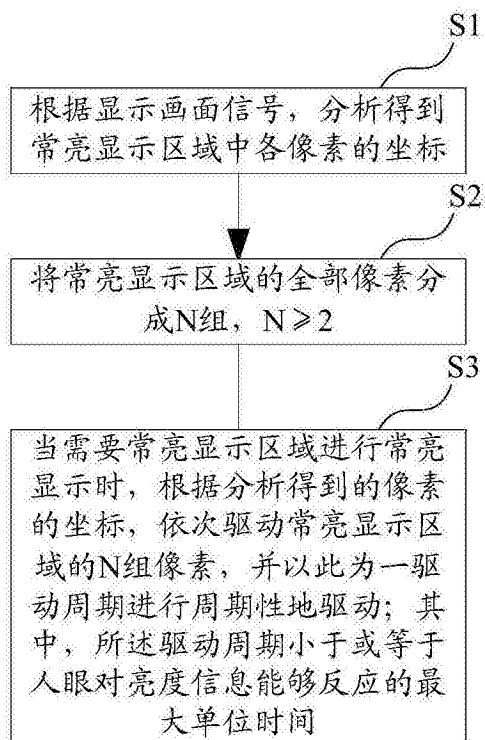 S1
根据显示画面信号，分析得到
常亮显示区域中各像素的坐标
S2
将常亮显示区域的全部像素分
成N组，N≥2
S3
当需要常亮显示区域进行常亮
显示时，根据分析得到的像素
的坐标，依次驱动常亮显示区
域的N组像素，并以此为一驱
动周期进行周期性地驱动；其
中，所述驱动周期小于或等于
人眼对亮度信息能够反应的最
大单位时间